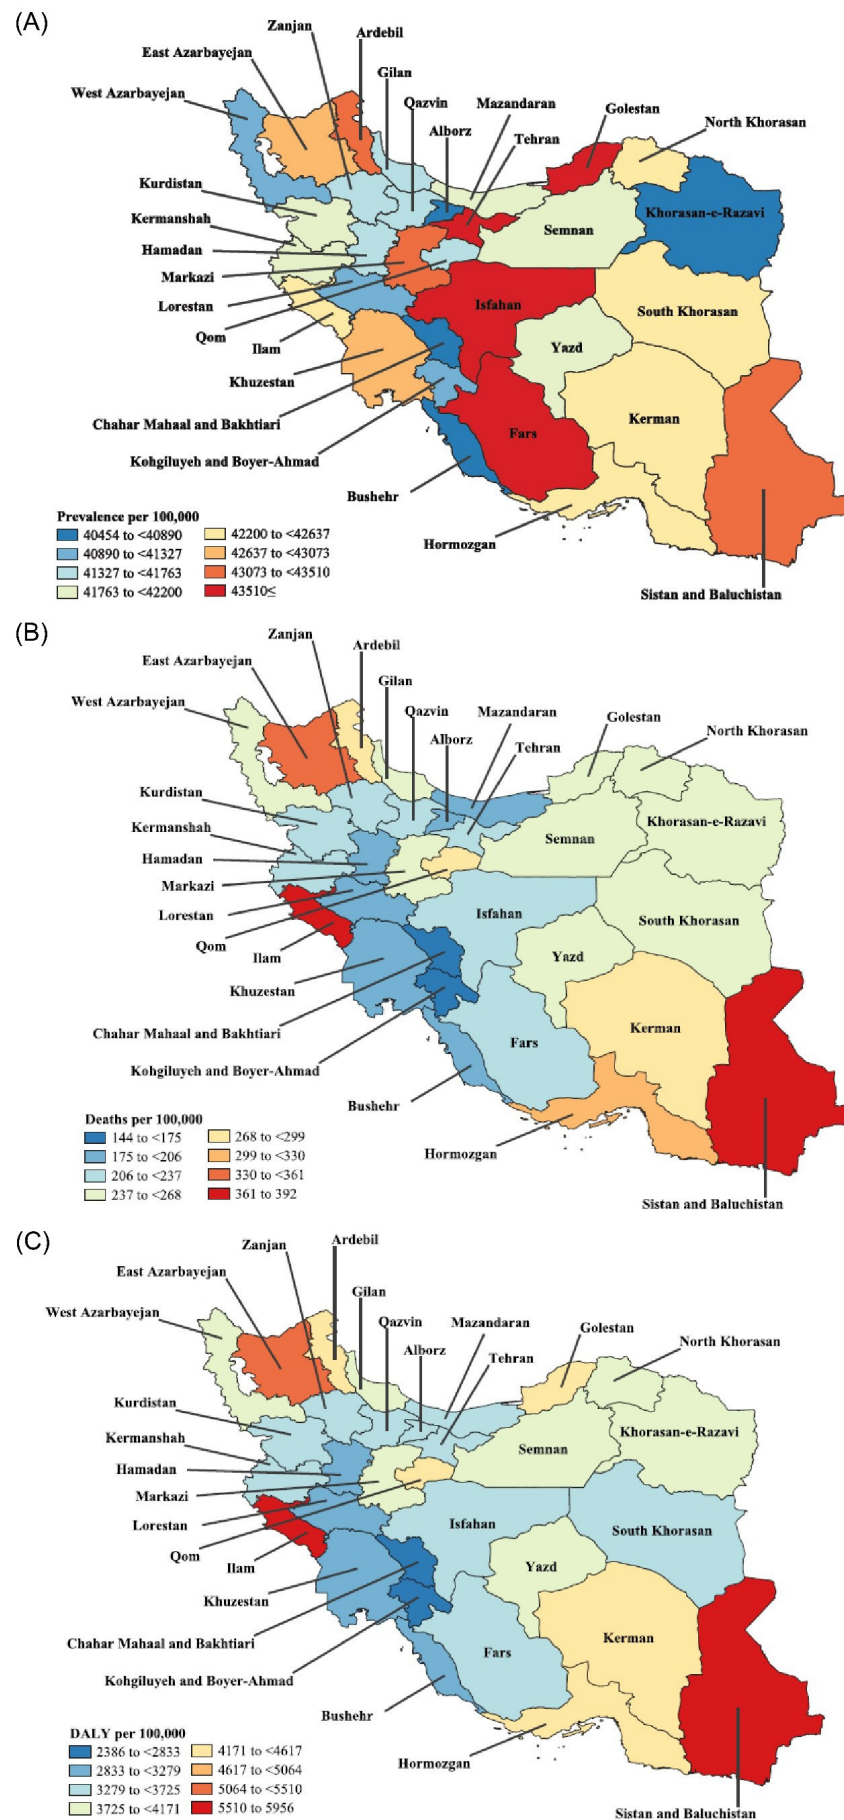 (A)
Zanjan
Ardebil
East Azarbayejan
Gilan
West Azarbayejan
Qazvin
Mazandaran
Golestan
Alborz
Tehran
North Khorasan
Kurdistan
Kermanshah
Khorasan-e-Razavi
Semnan
Hamadan
Markazi
Lorestan
Isfahan
South Khorasan
Qom
Ilam
Yazd
Khuzestan
Chahar Mahaal and Bakhtiari
Kerman
Fars
Kohgiluyeh and Boyer-Ahmad
Bushehr
Hormozgan
Sistan and Baluchistan
Prevalence per 100,000
40454 to <40890
40890 to <41327
41327 to <41763
41763 to <42200
42200 to <42637
42637 to <43073
43073 to <43510
43510≤
(B)
Zanjan
Ardebil
East Azarbayejan
Gilan
West Azarbayejan
Qazvin
Mazandaran
Golestan
Alborz
Tehran
North Khorasan
Kurdistan
Kermanshah
Khorasan-e-Razavi
Semnan
Hamadan
Markazi
Lorestan
Isfahan
South Khorasan
Qom
Ilam
Yazd
Khuzestan
Chahar Mahaal and Bakhtiari
Kerman
Fars
Kohgiluyeh and Boyer-Ahmad
Bushehr
Hormozgan
Sistan and Baluchistan
Deaths per 100,000
144 to <175
175 to <206
206 to <237
237 to <268
268 to <299
299 to <330
330 to <361
361 to 392
(C)
Zanjan
Ardebil
East Azarbayejan
Gilan
West Azarbayejan
Qazvin
Mazandaran
Golestan
Alborz
Tehran
North Khorasan
Kurdistan
Kermanshah
Khorasan-e-Razavi
Semnan
Hamadan
Markazi
Lorestan
Isfahan
South Khorasan
Qom
Ilam
Yazd
Khuzestan
Chahar Mahaal and Bakhtiari
Kerman
Fars
Kohgiluyeh and Boyer-Ahmad
Bushehr
Hormozgan
Sistan and Baluchistan
DALY per 100,000
2386 to <2833
2833 to <3279
3279 to <3725
3725 to <4171
4171 to <4617
4617 to <5064
5064 to <5510
5510 to 5956